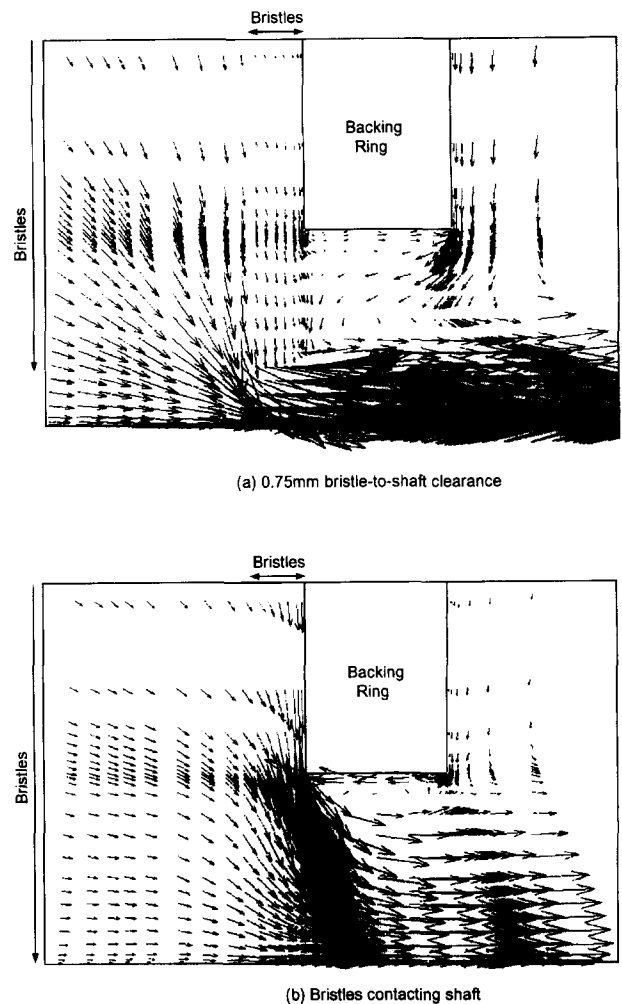 Bristles
Backing
Ring
Bristles
(a) 0.75mm bristle-to-shaft clearance
Bristles
Backing
Ring
Bristles
(b) Bristles contacting shaft